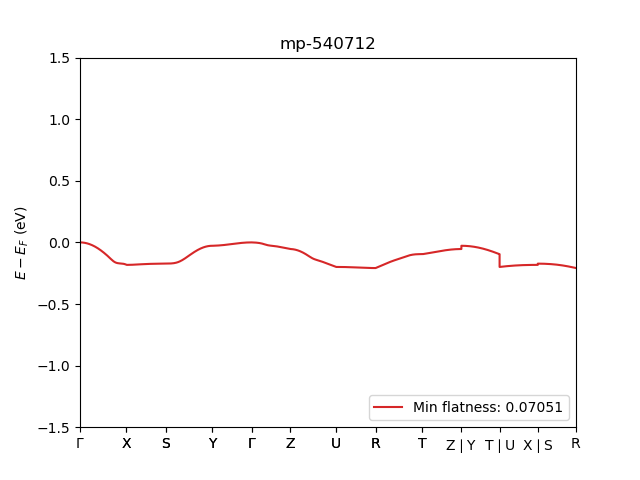 mp-540712
E − E_F (eV)
1.5
1.0
0.5
0.0
−0.5
−1.0
−1.5
Min flatness: 0.07051
Γ X S Y Γ Z U R T Z | Y T | U X | S R